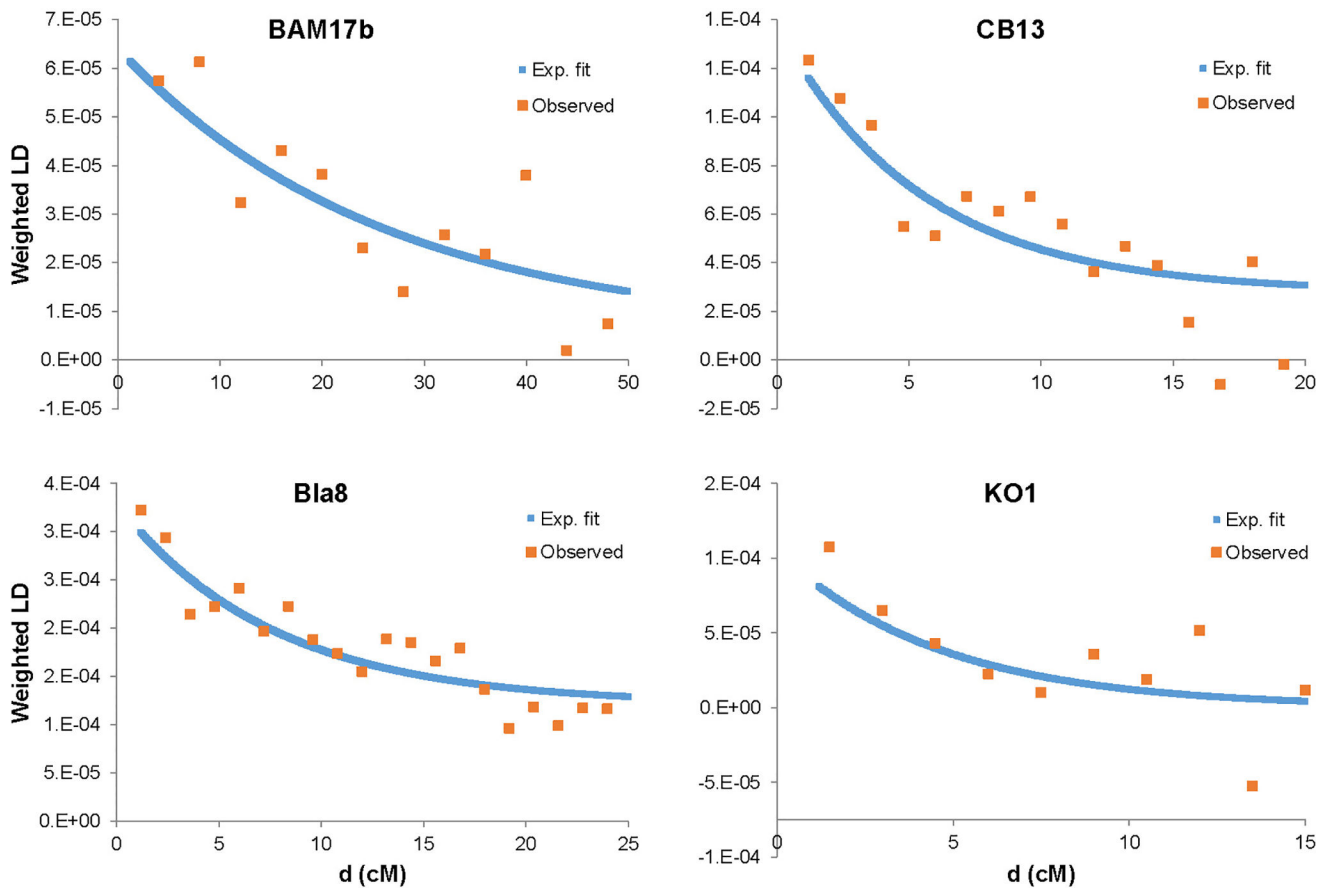 BAM17b
7.E-05
6.E-05
5.E-05
4.E-05
3.E-05
2.E-05
1.E-05
0.E+00
-1.E-05
Weighted LD
Exp. fit
Observed
0 10 20 30 40 50
CB13
1.E-04
1.E-04
1.E-04
8.E-05
6.E-05
4.E-05
2.E-05
0.E+00
-2.E-05
Exp. fit
Observed
0 5 10 15 20
Bla8
4.E-04
3.E-04
3.E-04
2.E-04
2.E-04
1.E-04
5.E-05
0.E+00
Weighted LD
Exp. fit
Observed
0 5 10 15 20 25
d (cM)
KO1
2.E-04
1.E-04
5.E-05
0.E+00
-5.E-05
-1.E-04
Exp. fit
Observed
0 5 10 15
d (cM)